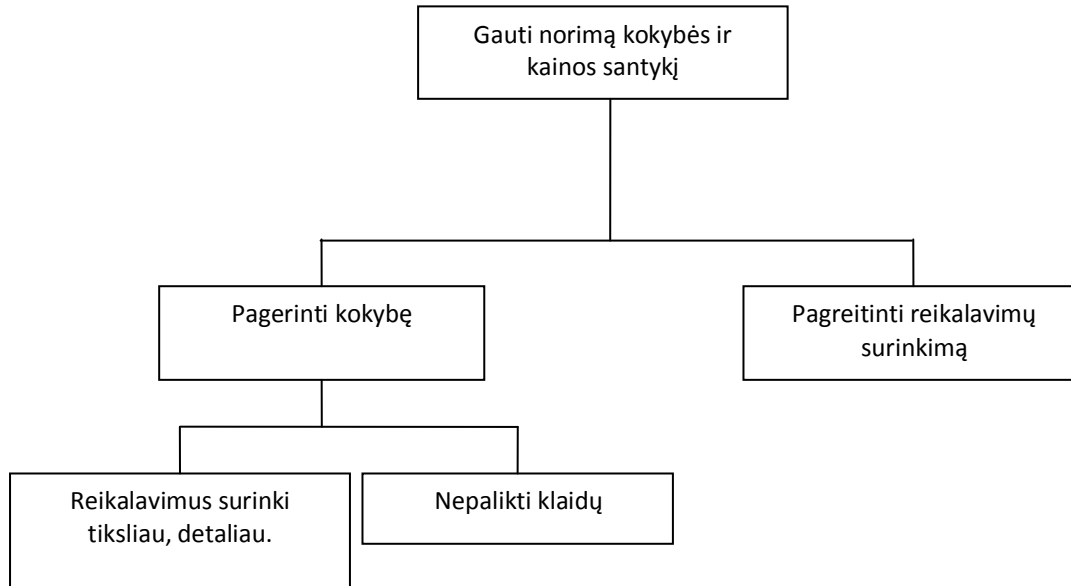 Gauti norimą kokybės ir
kainos santykį
Pagerinti kokybę
Pagreitinti reikalavimų
surinkimą
Reikalavimus surinki
tiksliau, detaliau.
Nepalikti klaidų